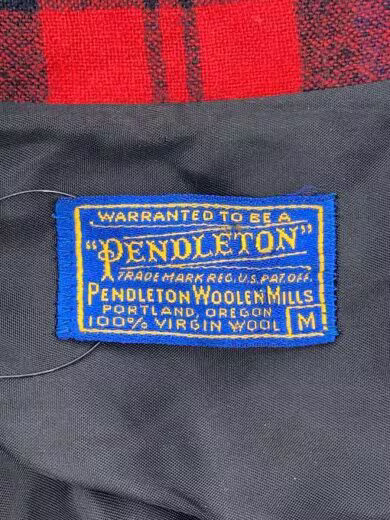 WARRANTED TO BE A
"PENDLETON"
TRADE MARK REG. U.S. PAT. OFF.
PENDLETON WOOLEN MILLS
PORTLAND, OREGON
100% VIRGIN WOOL M